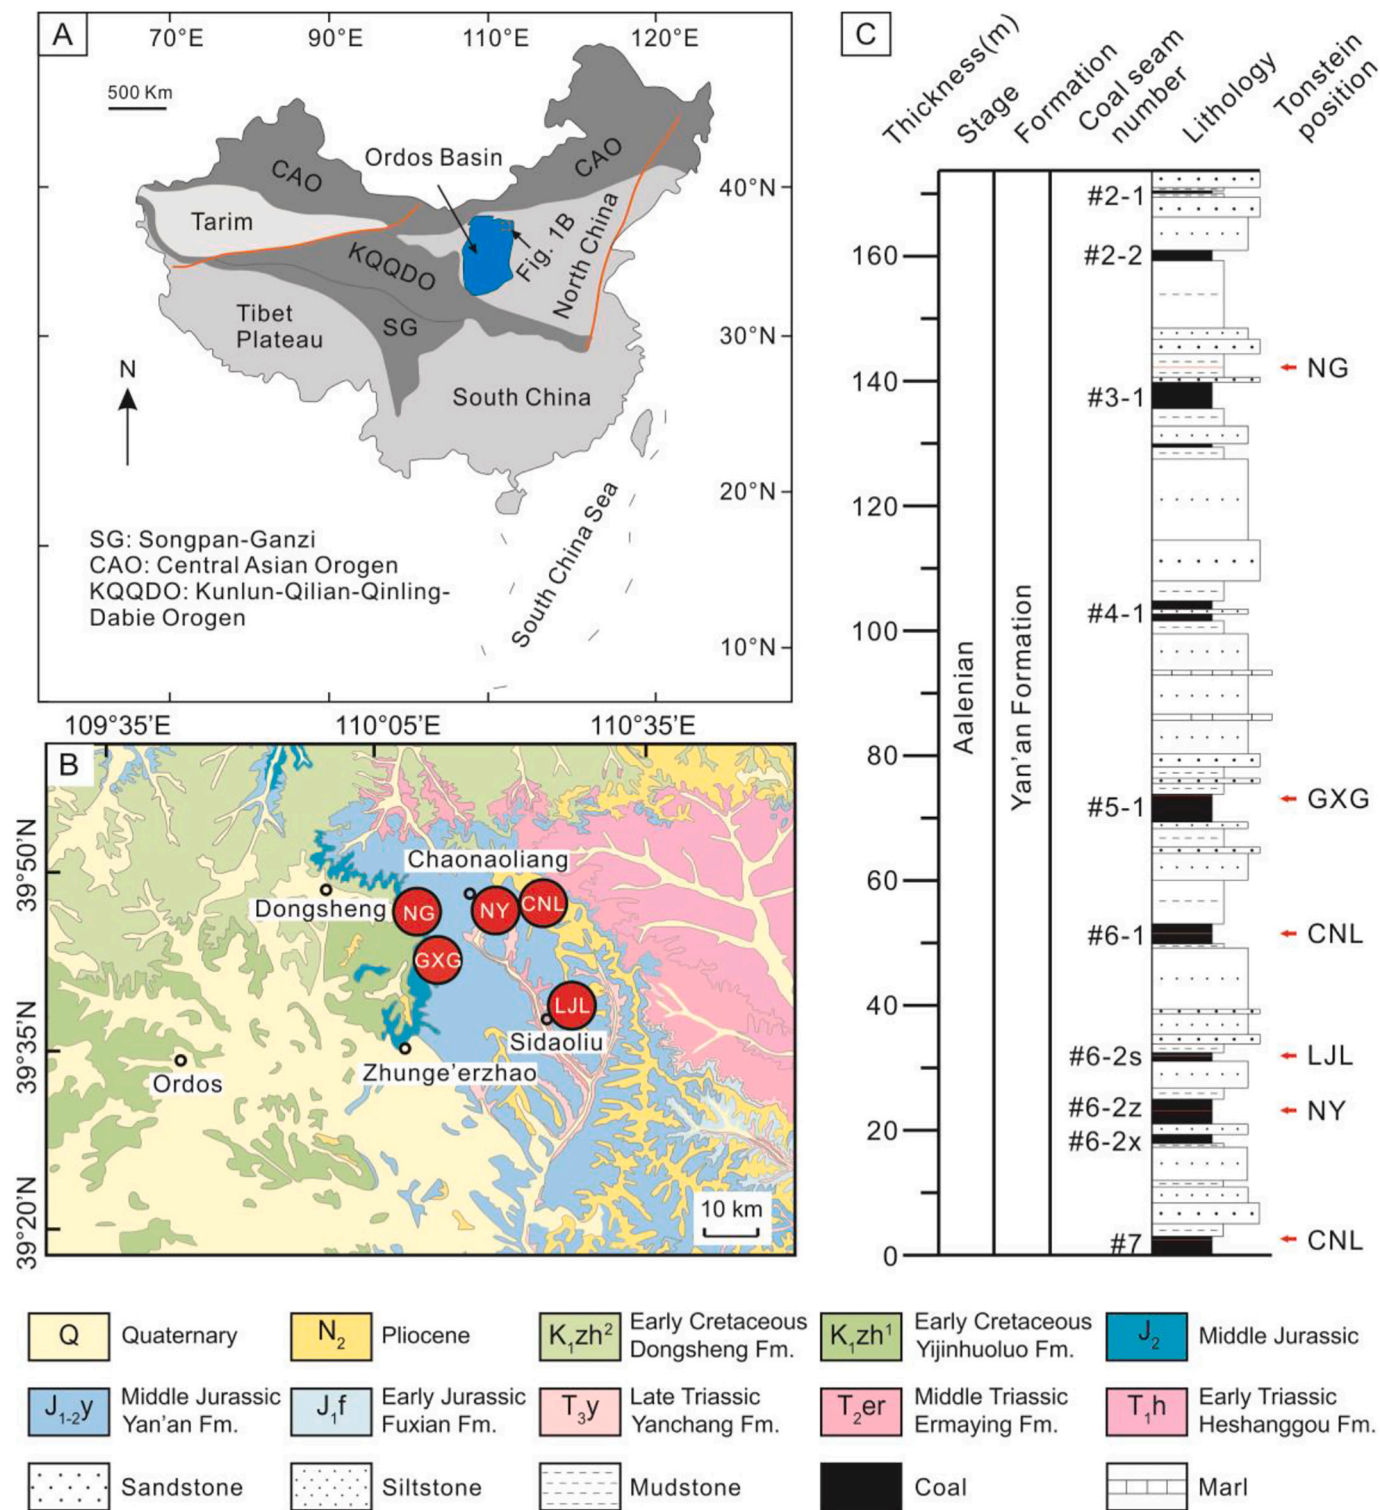 A
70°E
90°E
110°E
120°E
500 Km
CAO
Ordos Basin
CAO
40°N
Tarim
KQQDO
Fig. 1B
North China
Tibet
Plateau
SG
30°N
N
South China
20°N
South China Sea
SG: Songpan-Ganzi
CAO: Central Asian Orogen
KQQDO: Kunlun-Qilian-Qinling-
Dabie Orogen
10°N
109°35'E
110°05'E
110°35'E
B
39°50'N
39°35'N
39°20'N
Chaonaoliang
Dongsheng
NG
NY
CNL
GXG
LJL
Sidaoliu
Zhunge'erzhao
Ordos
10 km
C
Thickness(m)
Stage
Formation
Coal seam
number
Lithology
Tonstein
position
160
140
120
100
80
60
40
20
0
Aalenian
Yan'an Formation
#2-1
#2-2
#3-1
#4-1
#5-1
#6-1
#6-2s
#6-2z
#6-2x
#7
NG
GXG
CNL
LJL
NY
CNL
Q
Quaternary
N2
Pliocene
K1zh2
Early Cretaceous
Dongsheng Fm.
K1zh1
Early Cretaceous
Yijinhuoluo Fm.
J2
Middle Jurassic
J1-2y
Middle Jurassic
Yan'an Fm.
J1f
Early Jurassic
Fuxian Fm.
T3y
Late Triassic
Yanchang Fm.
T2er
Middle Triassic
Ermaying Fm.
T1h
Early Triassic
Heshanggou Fm.
Sandstone
Siltstone
Mudstone
Coal
Marl